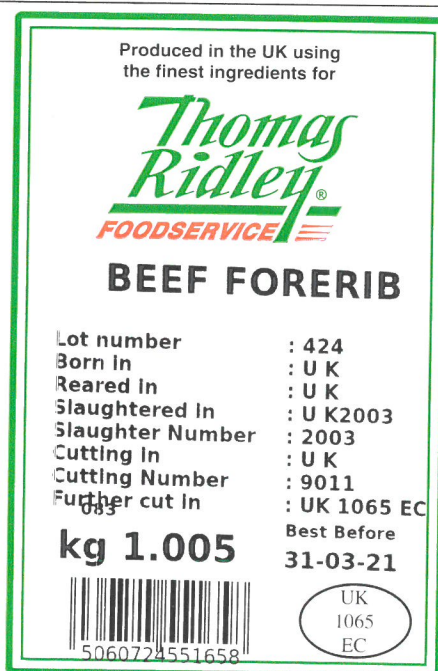 Produced in the UK using
the finest ingredients for
Thomas
Ridley®
FOODSERVICE
BEEF FORERIB
Lot number : 424
Born in : U K
Reared in : U K
Slaughtered in : U K2003
Slaughter Number : 2003
Cutting in : U K
Cutting Number : 9011
Further cut in : UK 1065 EC
083
kg 1.005
Best Before
31-03-21
5060724551658
UK
1065
EC